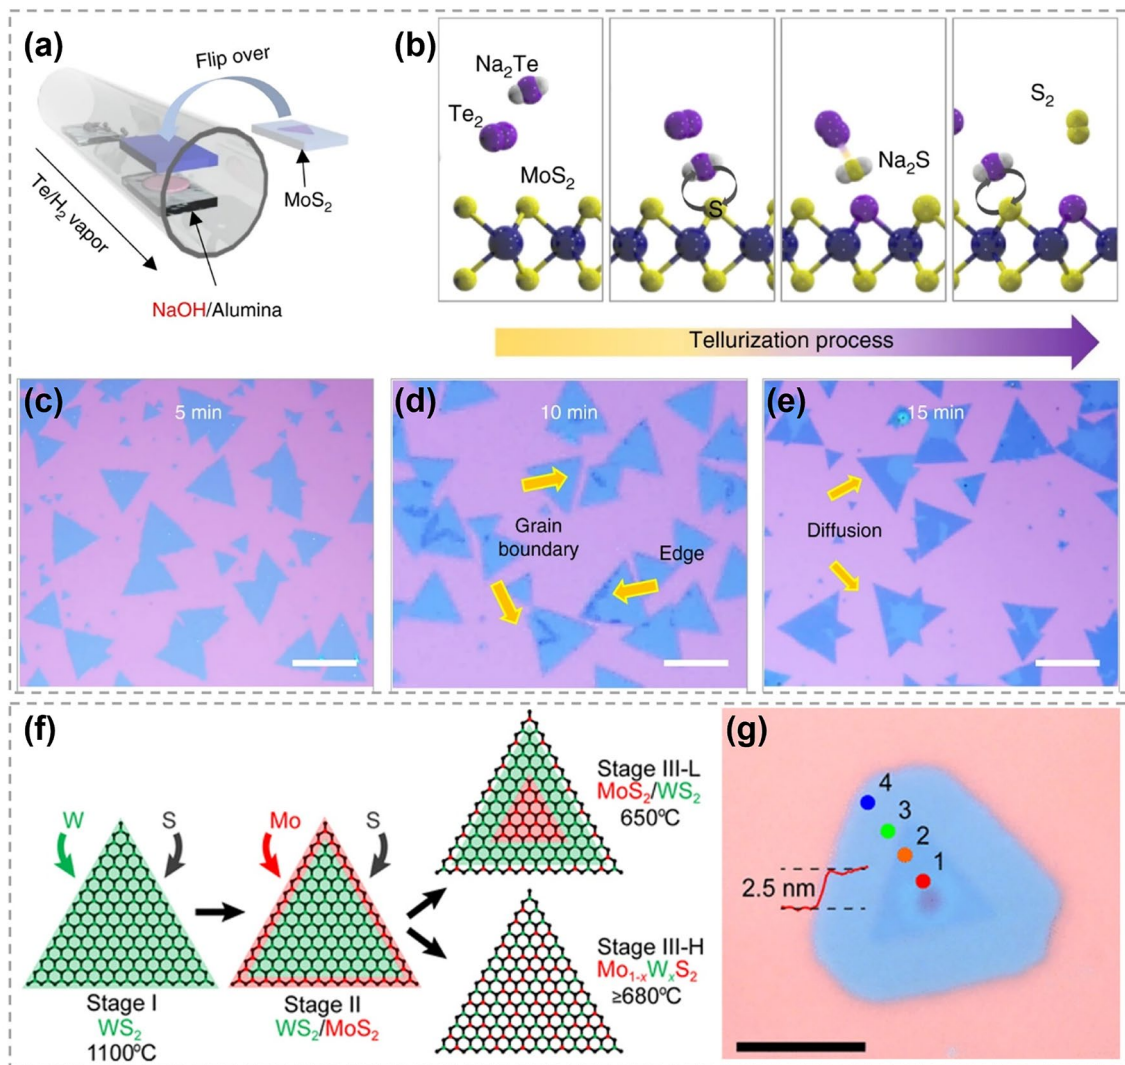 (a)
Flip over
MoS2
Te/H2 vapor
NaOH/Alumina
(b)
Na2Te
Te2
MoS2
S
Na2S
S2
Tellurization process
(c)
5 min
(d)
10 min
Grain
boundary
Edge
(e)
15 min
Diffusion
(f)
W
S
Stage I
WS2
1100ºC
Mo
S
Stage II
WS2/MoS2
Stage III-L
MoS2/WS2
650ºC
Stage III-H
Mo1-xWxS2
≥680ºC
(g)
4
3
2
1
2.5 nm